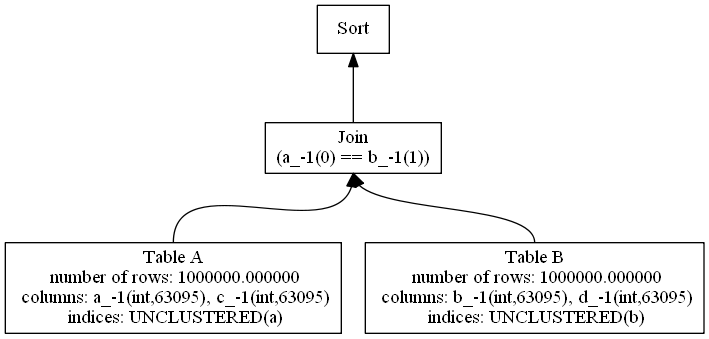 Sort
Join
(a_-1(0) == b_-1(1))
Table A
number of rows: 1000000.000000
columns: a_-1(int,63095), c_-1(int,63095)
indices: UNCLUSTERED(a)
Table B
number of rows: 1000000.000000
columns: b_-1(int,63095), d_-1(int,63095)
indices: UNCLUSTERED(b)